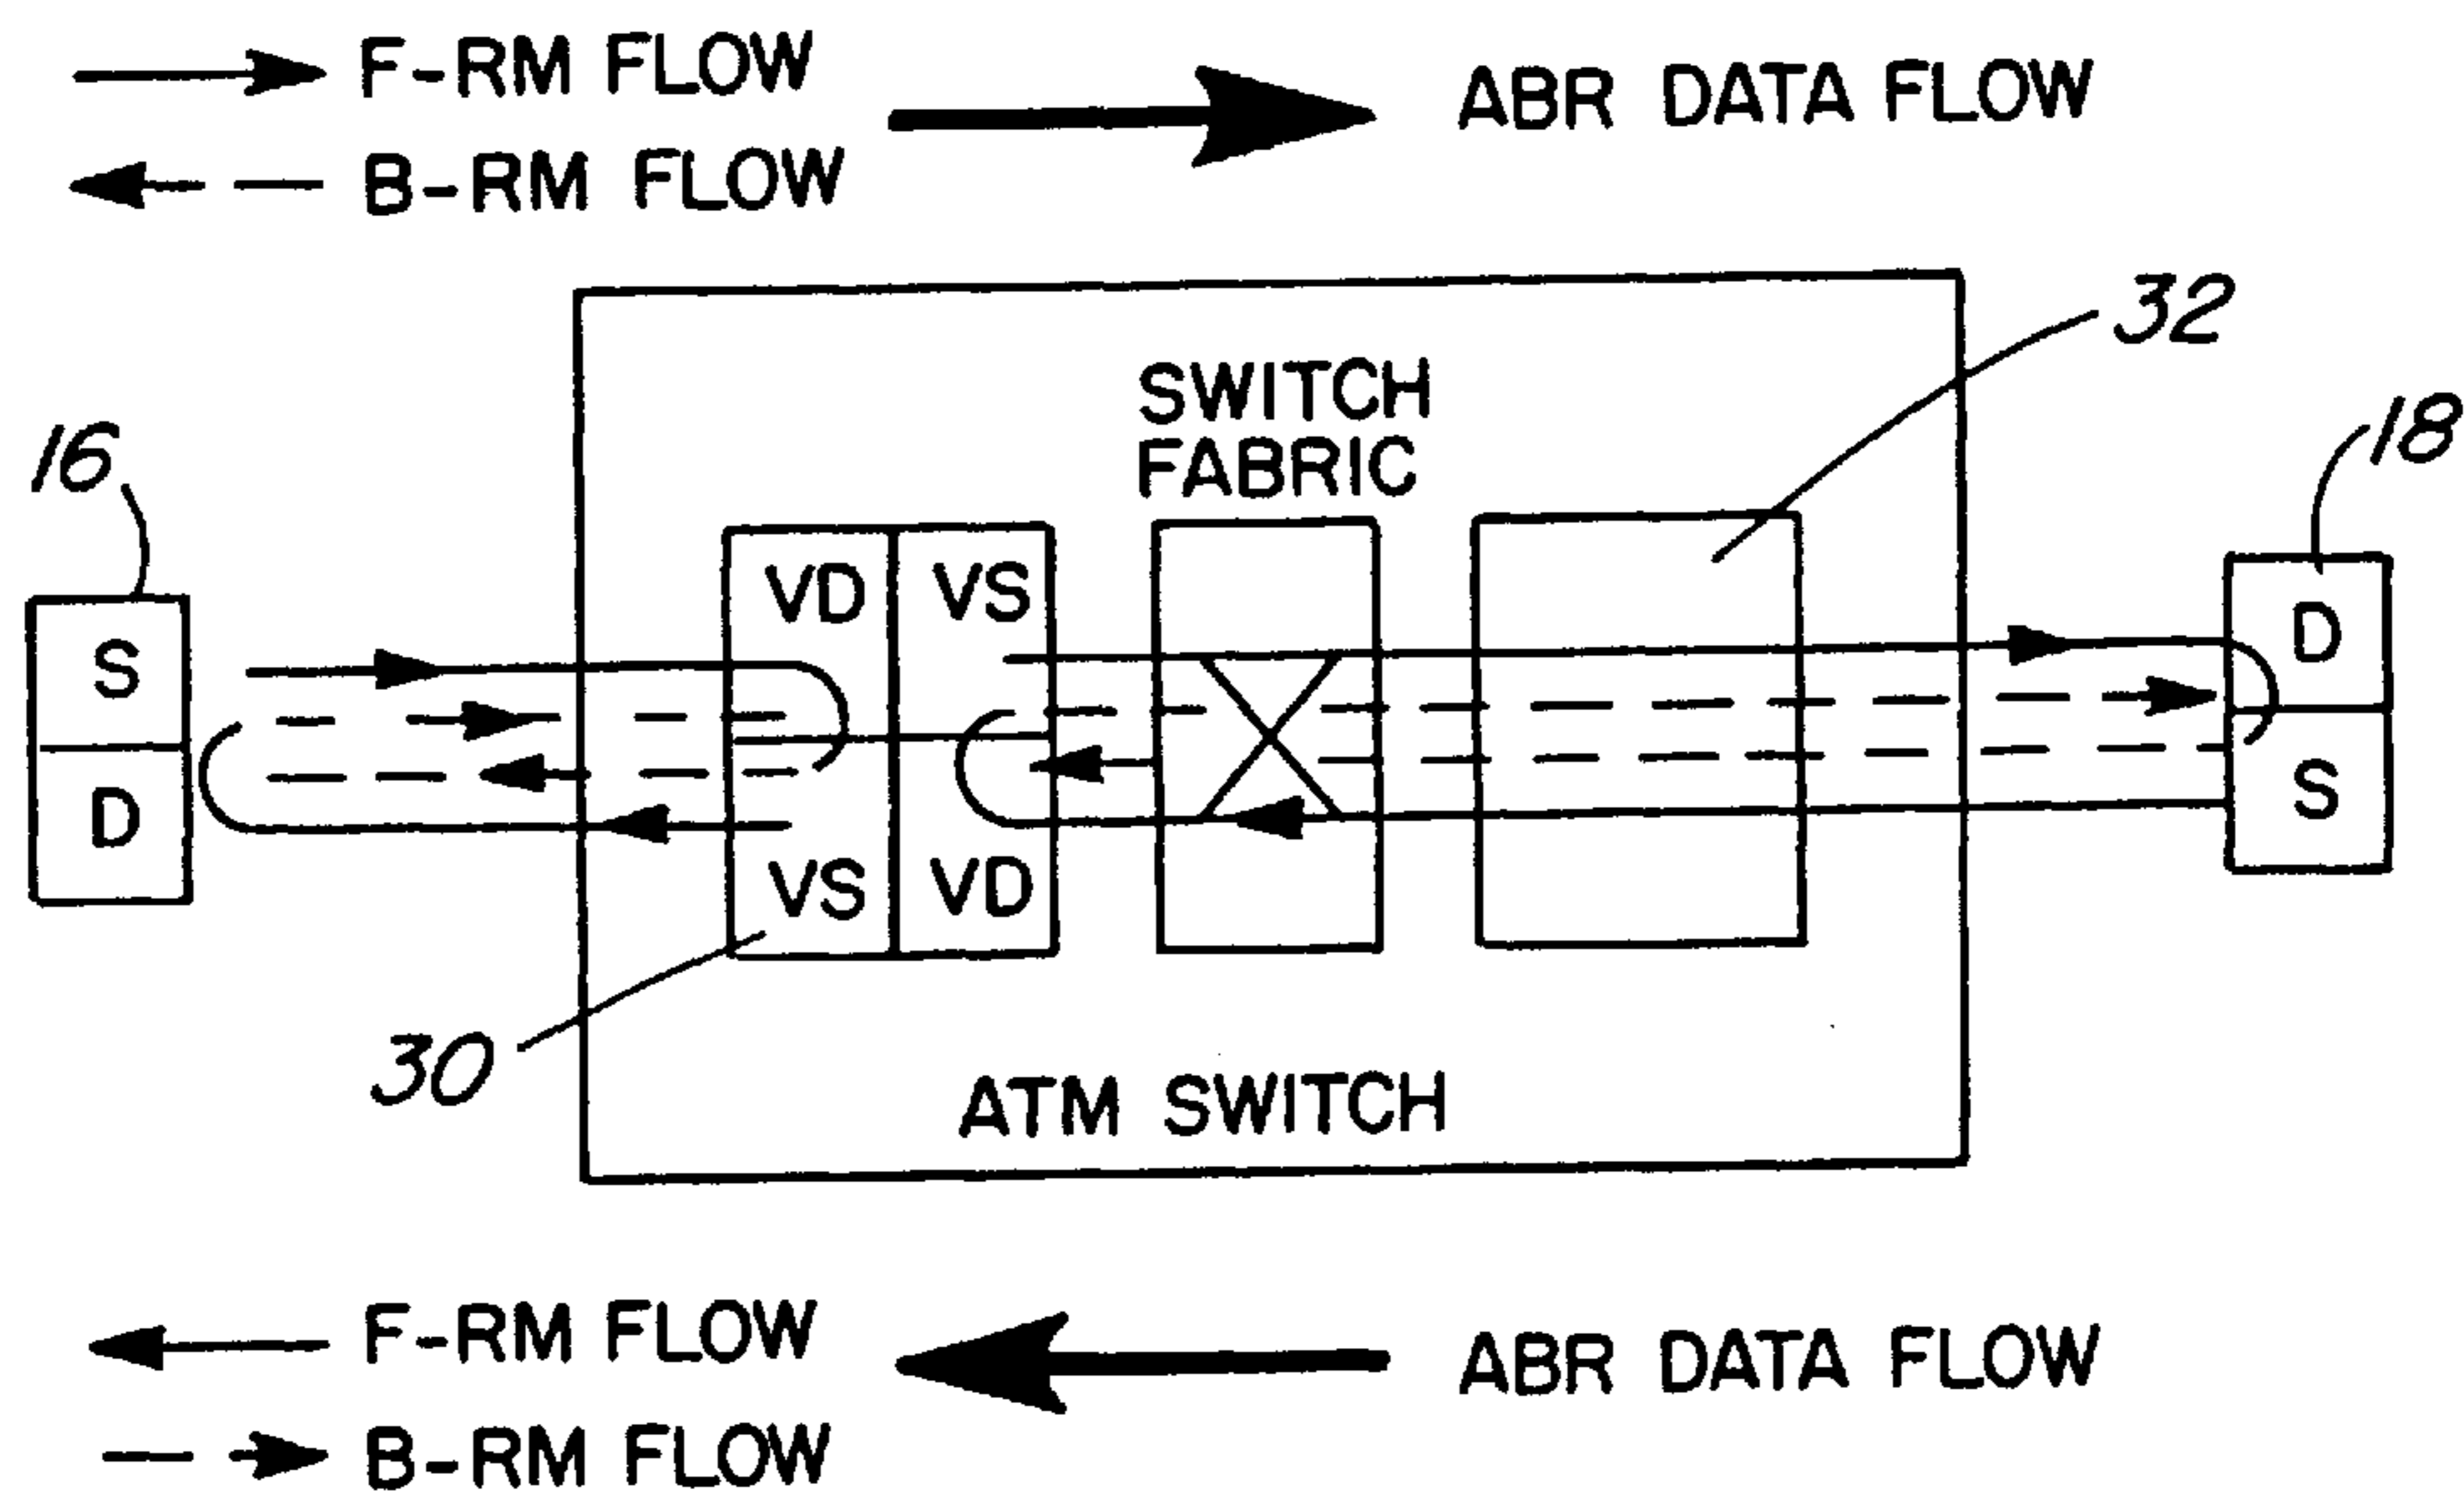 F-RM FLOW
ABR DATA FLOW
B-RM FLOW
32
SWITCH
FABRIC
16
18
VD
VS
S
D
D
S
VS
VD
30
ATM SWITCH
F-RM FLOW
ABR DATA FLOW
B-RM FLOW